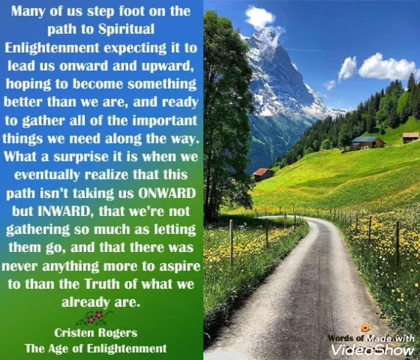 Many of us step foot on the
path to Spiritual
Enlightenment expecting it to
lead us onward and upward,
hoping to become something
better than we are, and ready
to gather all of the important
things we need along the way.
What a surprise it is when we
eventually realize that this
path isn't taking us ONWARD
but INWARD, that we're not
gathering so much as letting
them go, and that there was
never anything more to aspire
to than the Truth of what we
already are.
Cristen Rogers
The Age of Enlightenment
Words of
Made with
VideoShow